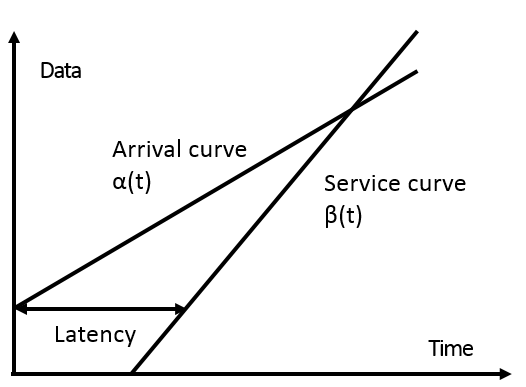 Data
Arrival curve
α(t)
Service curve
β(t)
Latency
Time